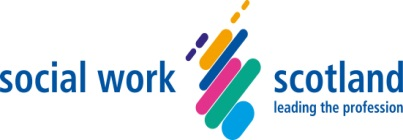 social work scotland
leading the profession